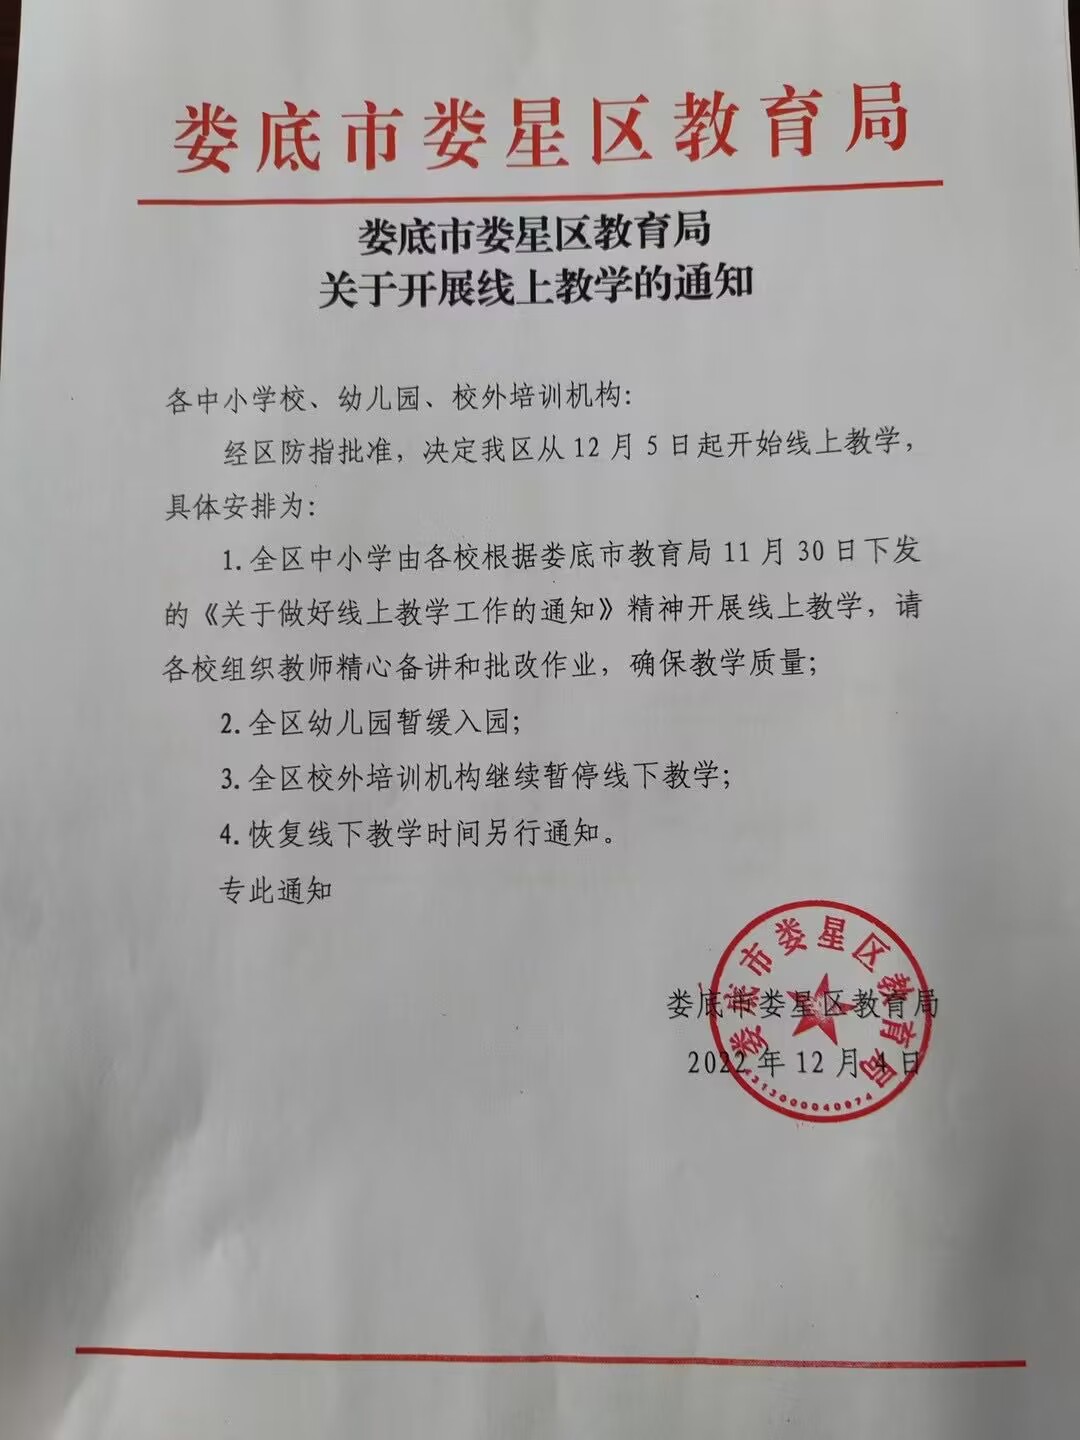 娄底市娄星区教育局
娄底市娄星区教育局
关于开展线上教学的通知
各中小学校、幼儿园、校外培训机构：
经区防指批准，决定我区从12月5日起开始线上教学，
具体安排为：
1.全区中小学由各校根据娄底市教育局11月30日下发
的《关于做好线上教学工作的通知》精神开展线上教学，请
各校组织教师精心备讲和批改作业，确保教学质量；
2.全区幼儿园暂缓入园；
3.全区校外培训机构继续暂停线下教学；
4.恢复线下教学时间另行通知。
专此通知
娄底市娄星区教育局
2022年12月4日
娄底市娄星区教育局
4313000040974